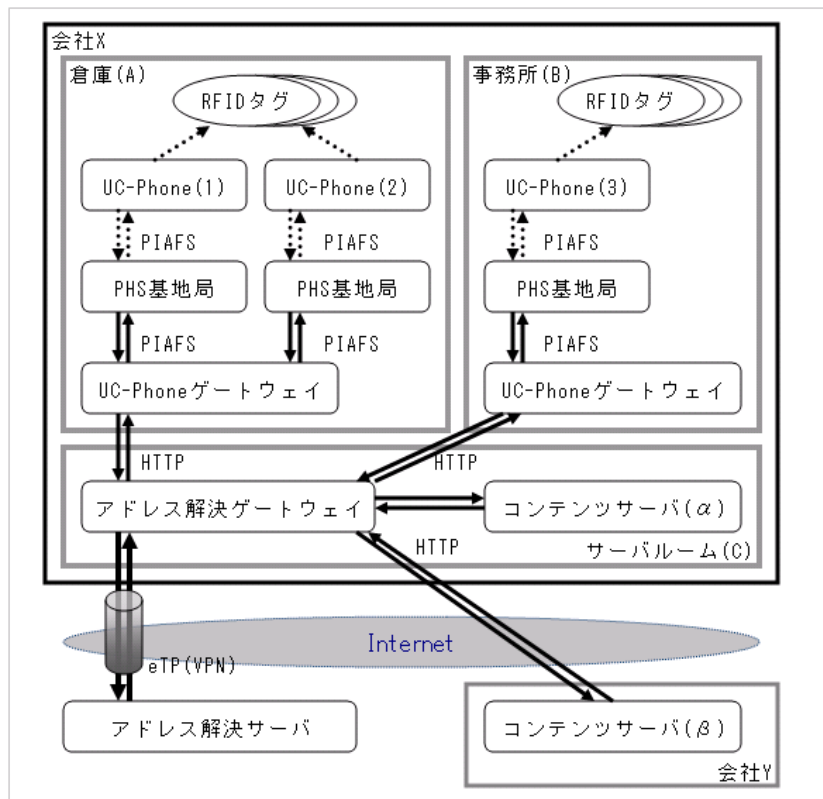 会社X
倉庫(A)
事務所(B)
RFIDタグ
RFIDタグ
UC-Phone(1)
UC-Phone(2)
UC-Phone(3)
PIAFS
PIAFS
PIAFS
PHS基地局
PHS基地局
PHS基地局
PIAFS
PIAFS
PIAFS
UC-Phoneゲートウェイ
UC-Phoneゲートウェイ
HTTP
HTTP
アドレス解決ゲートウェイ
コンテンツサーバ(α)
HTTP
サーバルーム(C)
Internet
eTP(VPN)
アドレス解決サーバ
コンテンツサーバ(β)
会社Y